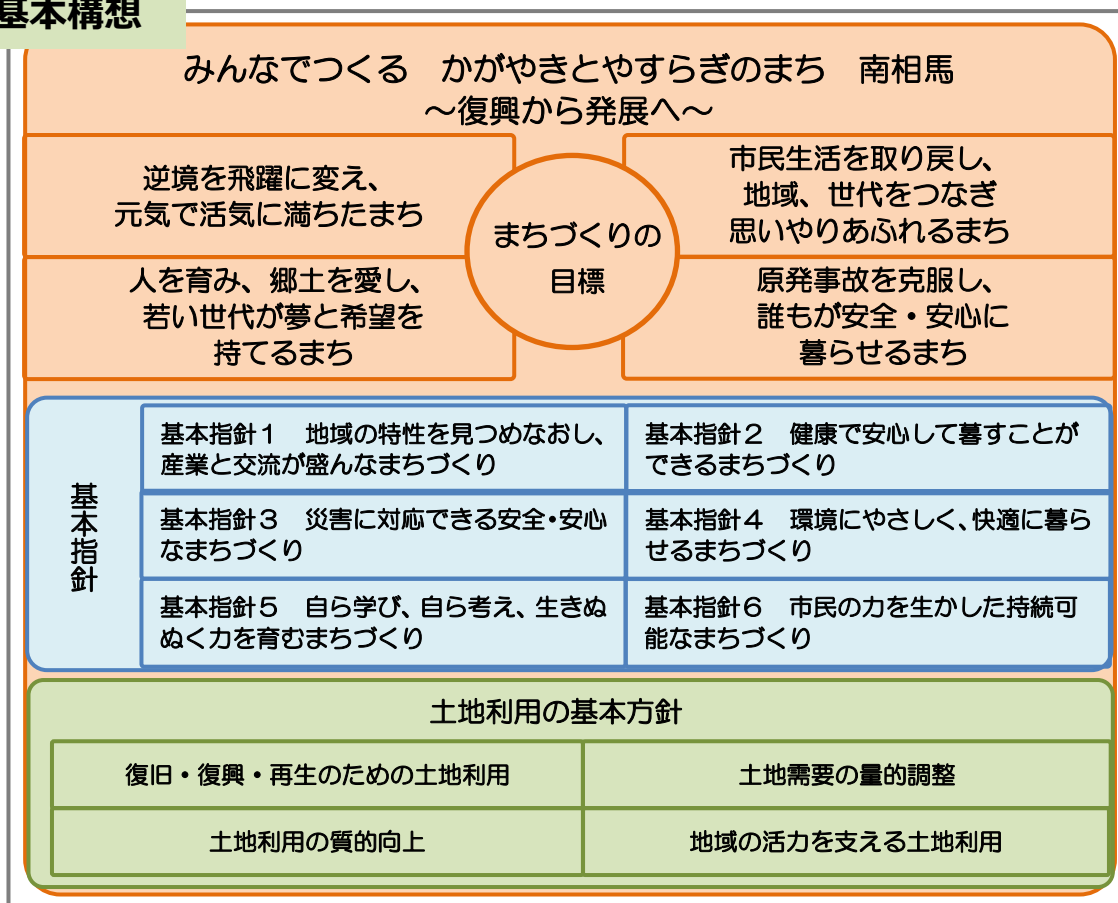 基本構想
みんなでつくる　かがやきとやすらぎのまち　南相馬
～復興から発展へ～
逆境を飛躍に変え、
元気で活気に満ちたまち
市民生活を取り戻し、
地域、世代をつなぎ
思いやりあふれるまち
まちづくりの
目標
人を育み、郷土を愛し、
若い世代が夢と希望を
持てるまち
原発事故を克服し、
誰もが安全・安心に
暮らせるまち
基本指針
基本指針１　地域の特性を見つめなおし、
産業と交流が盛んなまちづくり
基本指針２　健康で安心して暮すことが
できるまちづくり
基本指針３　災害に対応できる安全・安心
なまちづくり
基本指針４　環境にやさしく、快適に暮ら
せるまちづくり
基本指針５　自ら学び、自ら考え、生きぬ
ぬく力を育むまちづくり
基本指針６　市民の力を生かした持続可
能なまちづくり
土地利用の基本方針
復旧・復興・再生のための土地利用
土地需要の量的調整
土地利用の質的向上
地域の活力を支える土地利用